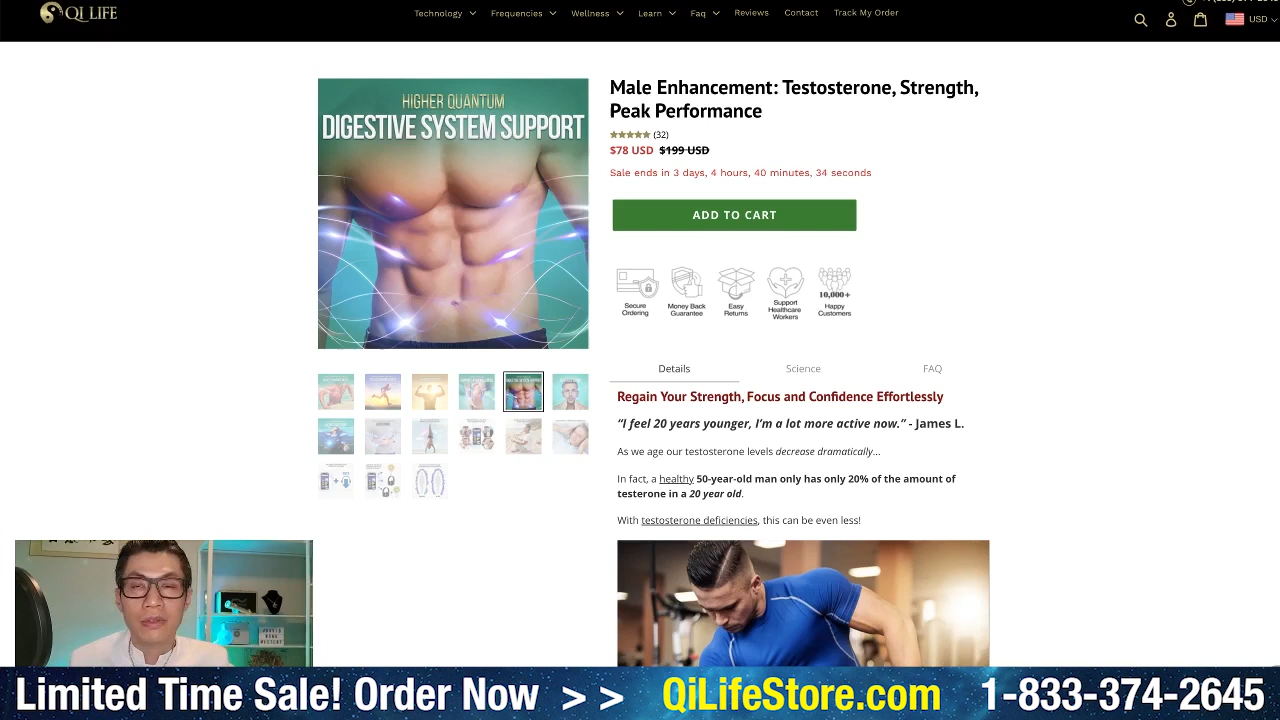 QI LIFE
Technology Frequencies Wellness Learn Faq Reviews Contact Track My Order
USD
HIGHER QUANTUM
DIGESTIVE SYSTEM SUPPORT
Male Enhancement: Testosterone, Strength,
Peak Performance
(32)
$78 USD $199 USD
Sale ends in 3 days, 4 hours, 40 minutes, 34 seconds
ADD TO CART
10,000+
Secure
Ordering
Money Back
Guarantee
Easy
Returns
Support
Healthcare
Workers
Happy
Customers
Details Science FAQ
Regain Your Strength, Focus and Confidence Effortlessly
“I feel 20 years younger, I’m a lot more active now.” - James L.
As we age our testosterone levels decrease dramatically...
In fact, a healthy 50-year-old man only has only 20% of the amount of
testerone in a 20 year old.
With testosterone deficiencies, this can be even less!
Limited Time Sale! Order Now > > QiLifeStore.com 1-833-374-2645